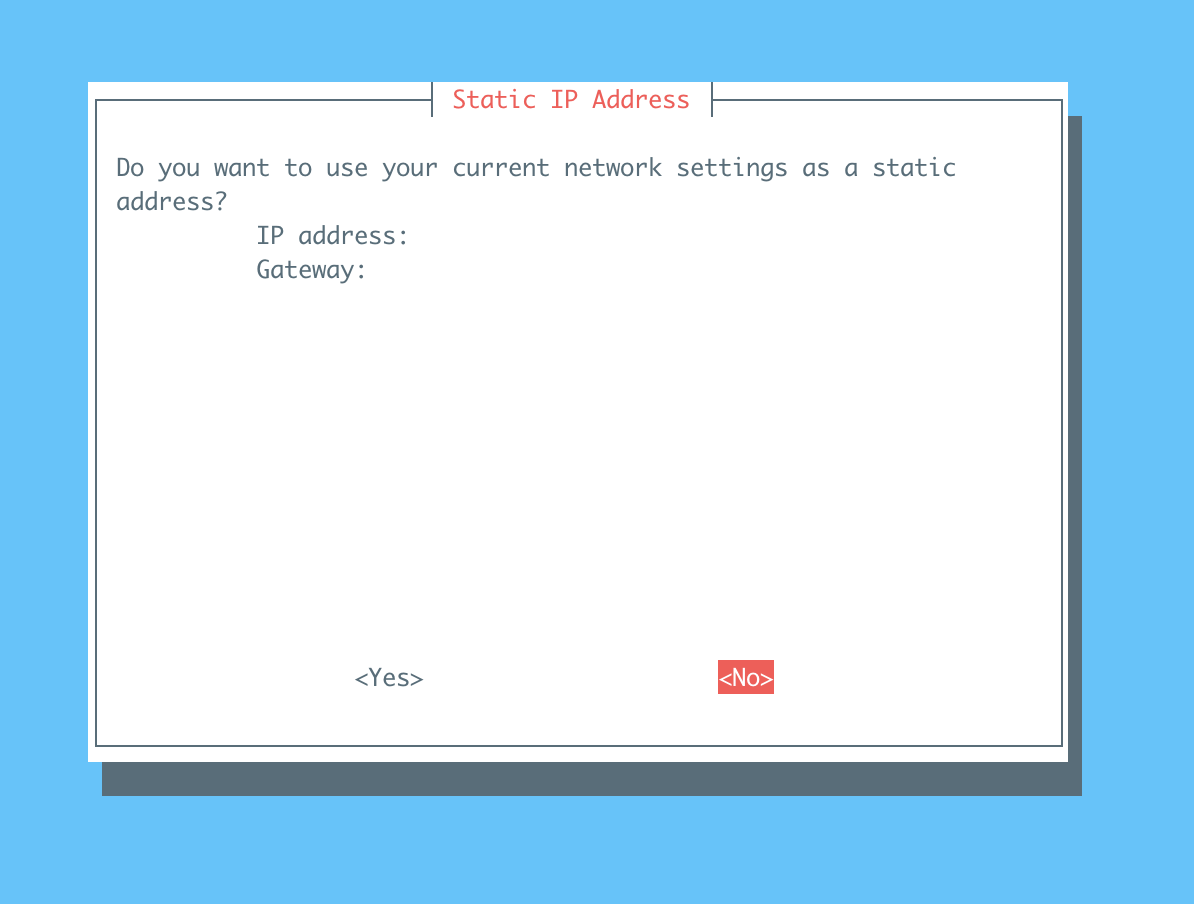 Static IP Address
Do you want to use your current network settings as a static
address?
IP address:
Gateway:
<Yes>
<No>